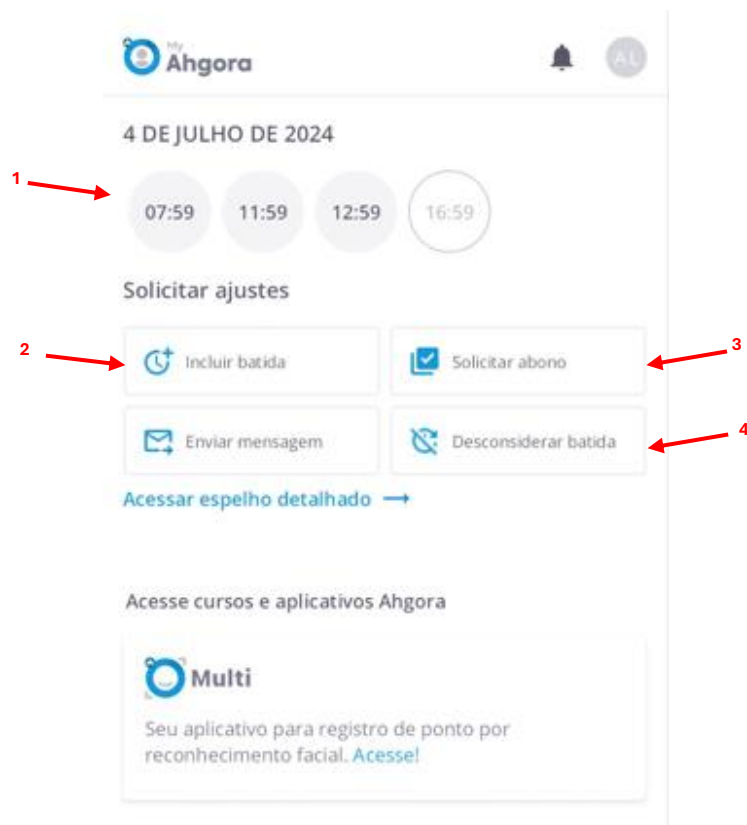 My
Ahgora
AL
4 DE JULHO DE 2024
1
07:59 11:59 12:59 16:59
Solicitar ajustes
2
Incluir batida
Solicitar abono
3
Enviar mensagem
Desconsiderar batida
4
Acessar espelho detalhado →
Acesse cursos e aplicativos Ahgora
Multi
Seu aplicativo para registro de ponto por
reconhecimento facial. Acesse!